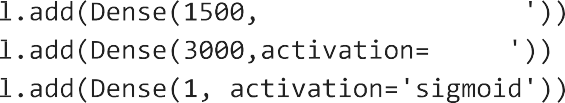 l.add(Dense(1500, '))
l.add(Dense(3000,activation= '))
l.add(Dense(1, activation='sigmoid'))